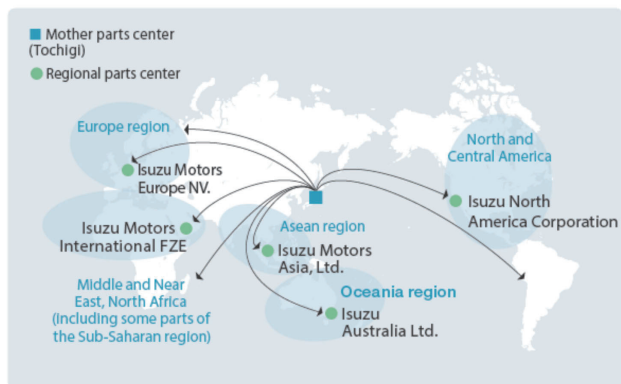 Mother parts center
(Tochigi)
Regional parts center
Europe region
Isuzu Motors
Europe NV.
Isuzu Motors
International FZE
Middle and Near
East, North Africa
(including some parts of
the Sub-Saharan region)
Asean region
Isuzu Motors
Asia, Ltd.
Oceania region
Isuzu
Australia Ltd.
North and
Central America
Isuzu North
America Corporation